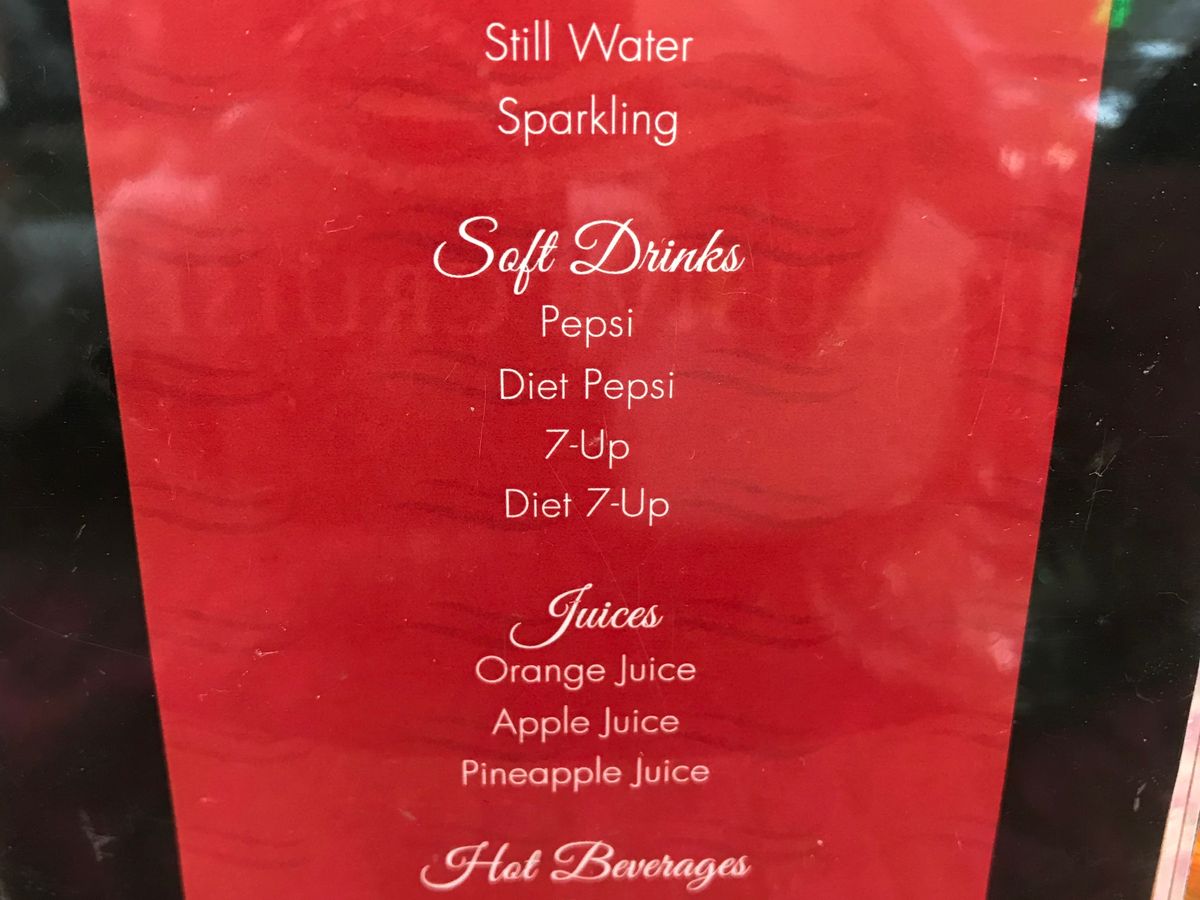 Still Water
Sparkling
Soft Drinks
Pepsi
Diet Pepsi
7-Up
Diet 7-Up
Juices
Orange Juice
Apple Juice
Pineapple Juice
Hot Beverages